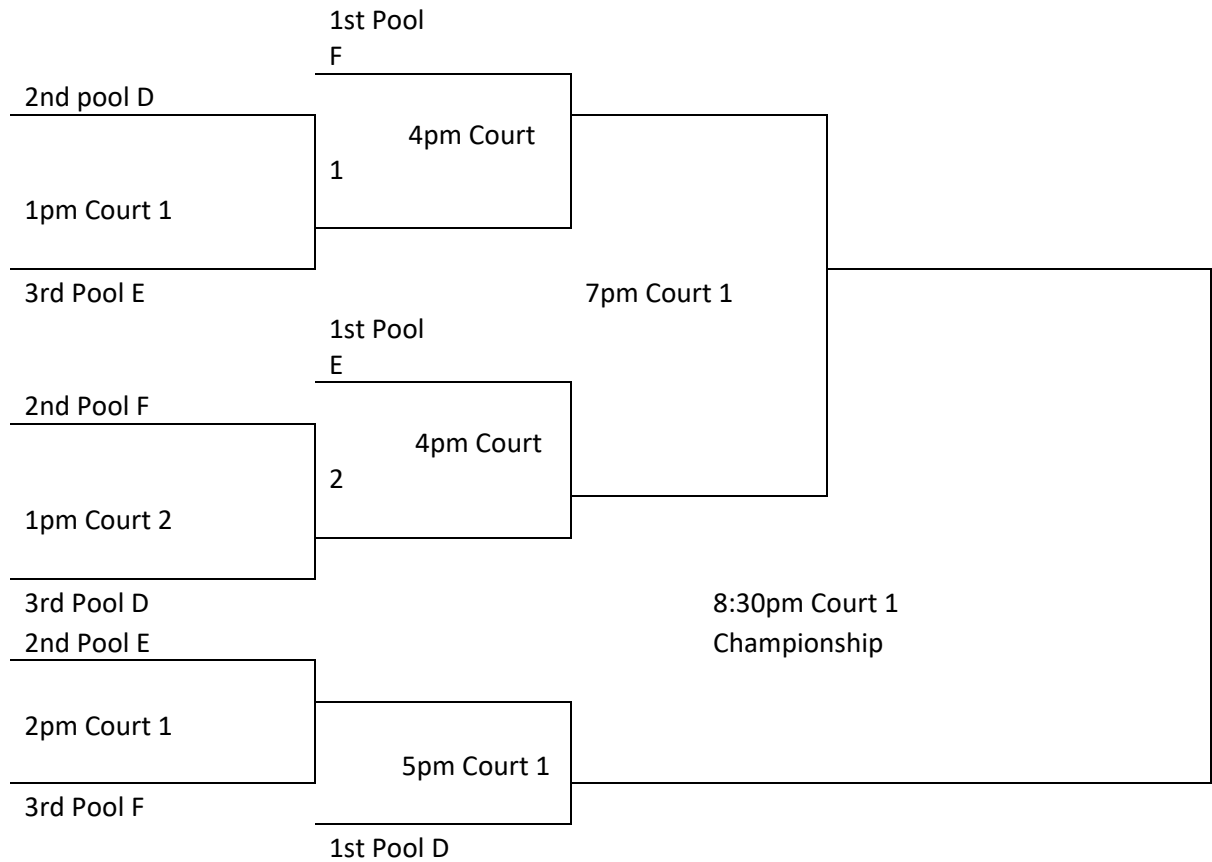 1st Pool
F
2nd pool D
4pm Court
1
1pm Court 1
3rd Pool E
7pm Court 1
1st Pool
E
2nd Pool F
4pm Court
2
1pm Court 2
3rd Pool D
8:30pm Court 1
2nd Pool E
Championship
2pm Court 1
5pm Court 1
3rd Pool F
1st Pool D